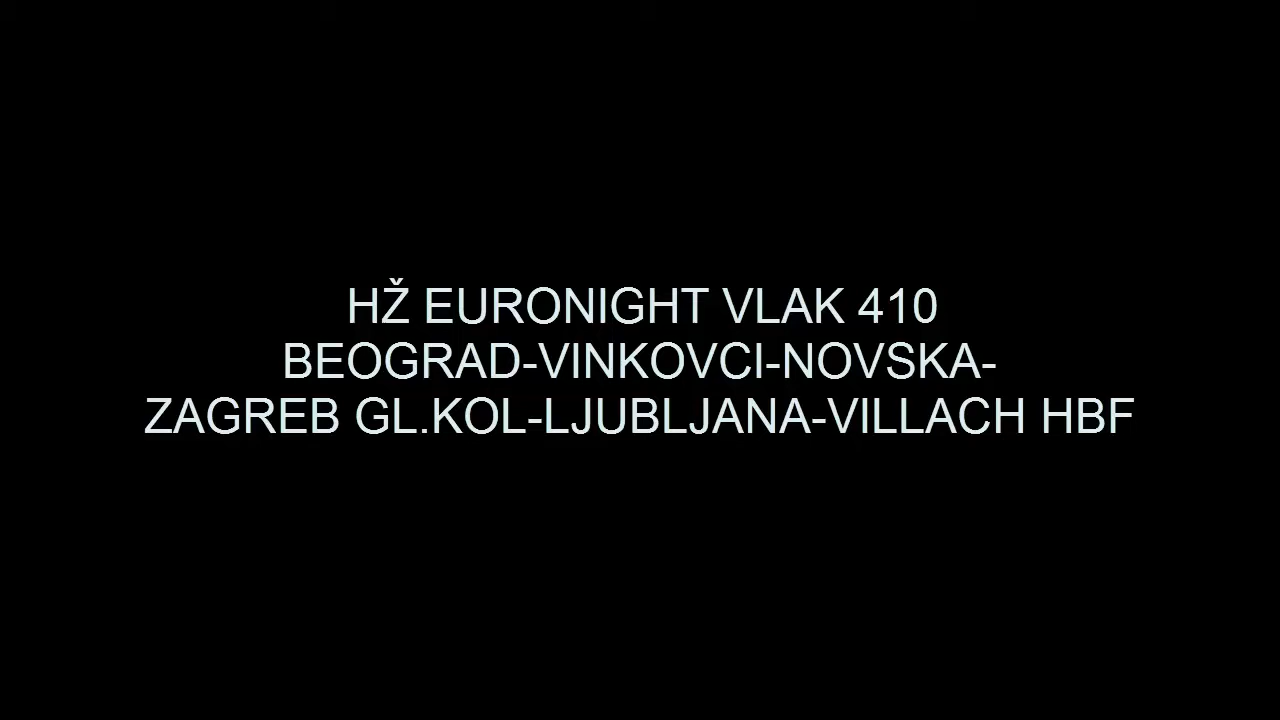 HŽ EURONIGHT VLAK 410
BEOGRAD-VINKOVCI-NOVSKA-
ZAGREB GL.KOL-LJUBLJANA-VILLACH HBF